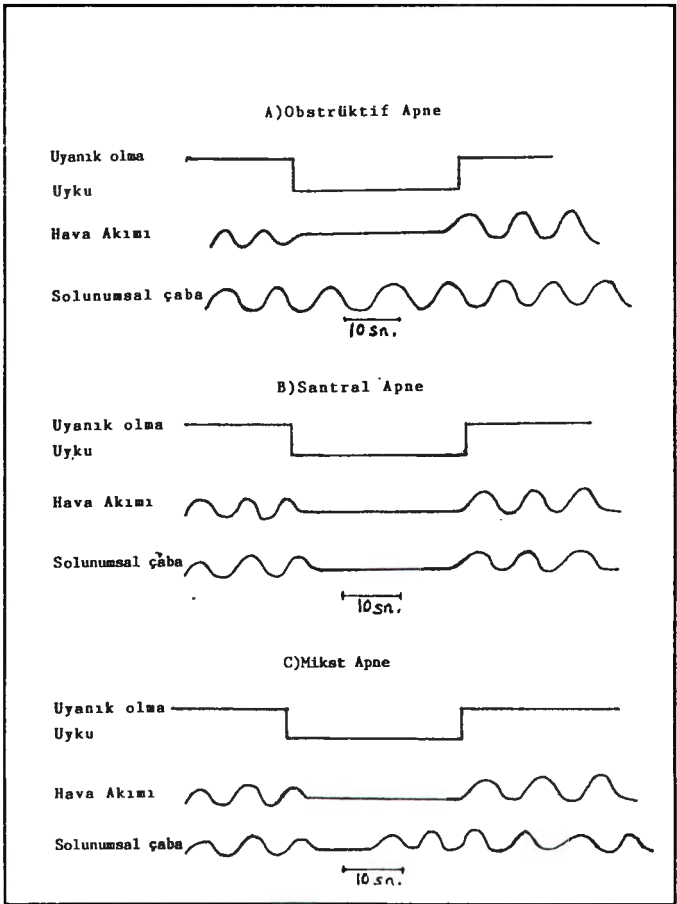 A)Obstrüktif Apne
Uyanık olma
Uyku
Hava Akımı
Solunumsal çaba
10 sn.
B)Santral Apne
Uyanık olma
Uyku
Hava Akımı
Solunumsal çaba
10 sn.
C)Mikst Apne
Uyanık olma
Uyku
Hava Akımı
Solunumsal çaba
10 sn.